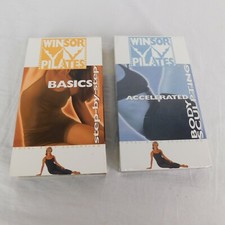 WINSOR
PILATES
BASICS
step-by-step
WINSOR
PILATES
ACCELERATED
BODY
SCULPTING